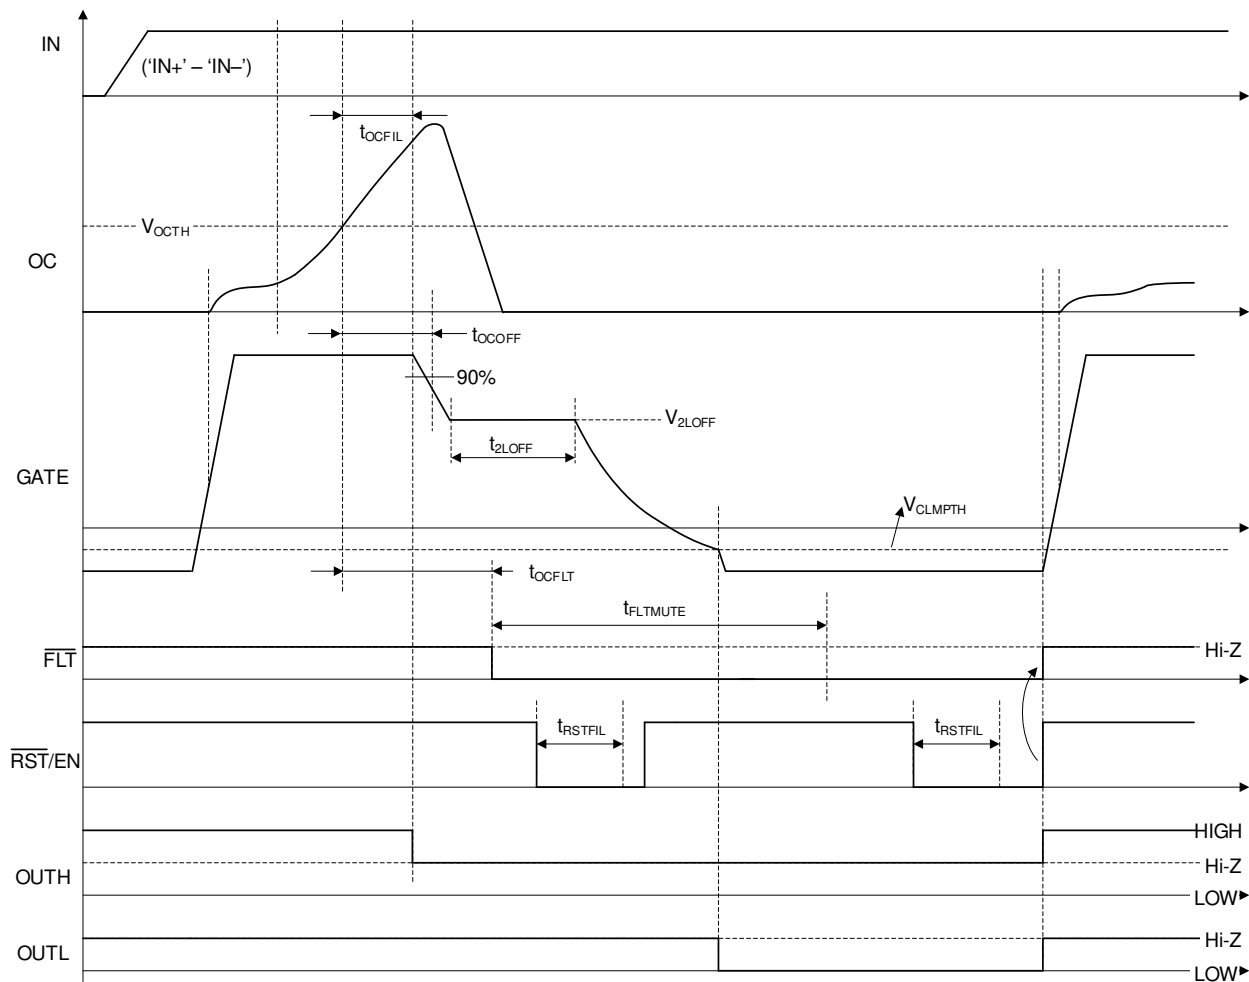 IN
('IN+' – 'IN–')
tOCFIL
VOCTH
OC
tOCOFF
90%
V2LOFF
t2LOFF
GATE
VCLMPTH
tOCFLT
tFLTMUTE
FLT
Hi-Z
tRSTFIL
tRSTFIL
RST/EN
HIGH
Hi-Z
OUTH
LOW
Hi-Z
OUTL
LOW